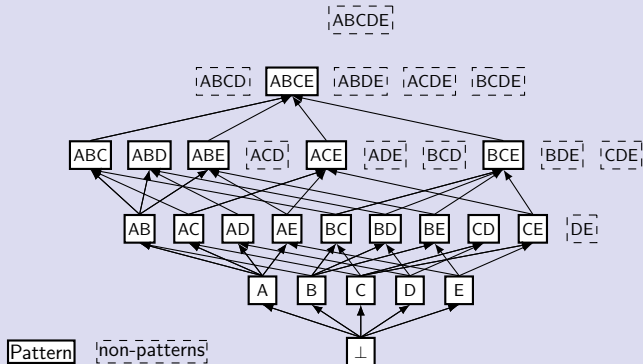 ABCDE
ABCD ABCE ABDE ACDE BCDE
ABC ABD ABE ACD ACE ADE BCD BCE BDE CDE
AB AC AD AE BC BD BE CD CE DE
A B C D E
Pattern non-patterns ⊥